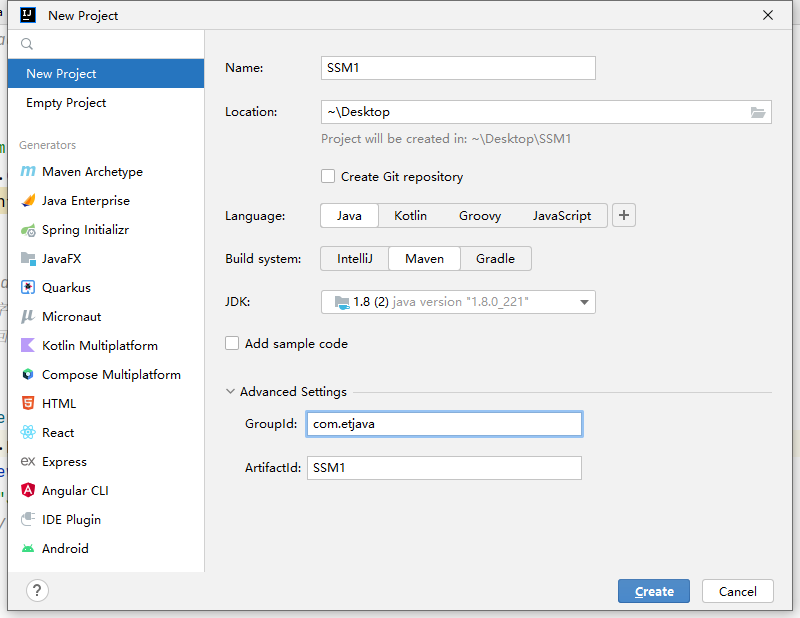 New Project
New Project
Empty Project
Generators
Maven Archetype
Java Enterprise
Spring Initializr
JavaFX
Quarkus
Micronaut
Kotlin Multiplatform
Compose Multiplatform
HTML
React
Express
Angular CLI
IDE Plugin
Android
Name: SSM1
Location: ~\Desktop
Project will be created in: ~\Desktop\SSM1
Create Git repository
Language: Java Kotlin Groovy JavaScript +
Build system: IntelliJ Maven Gradle
JDK: 1.8 (2) java version "1.8.0_221"
Add sample code
Advanced Settings
GroupId: com.etjava
ArtifactId: SSM1
? Create Cancel